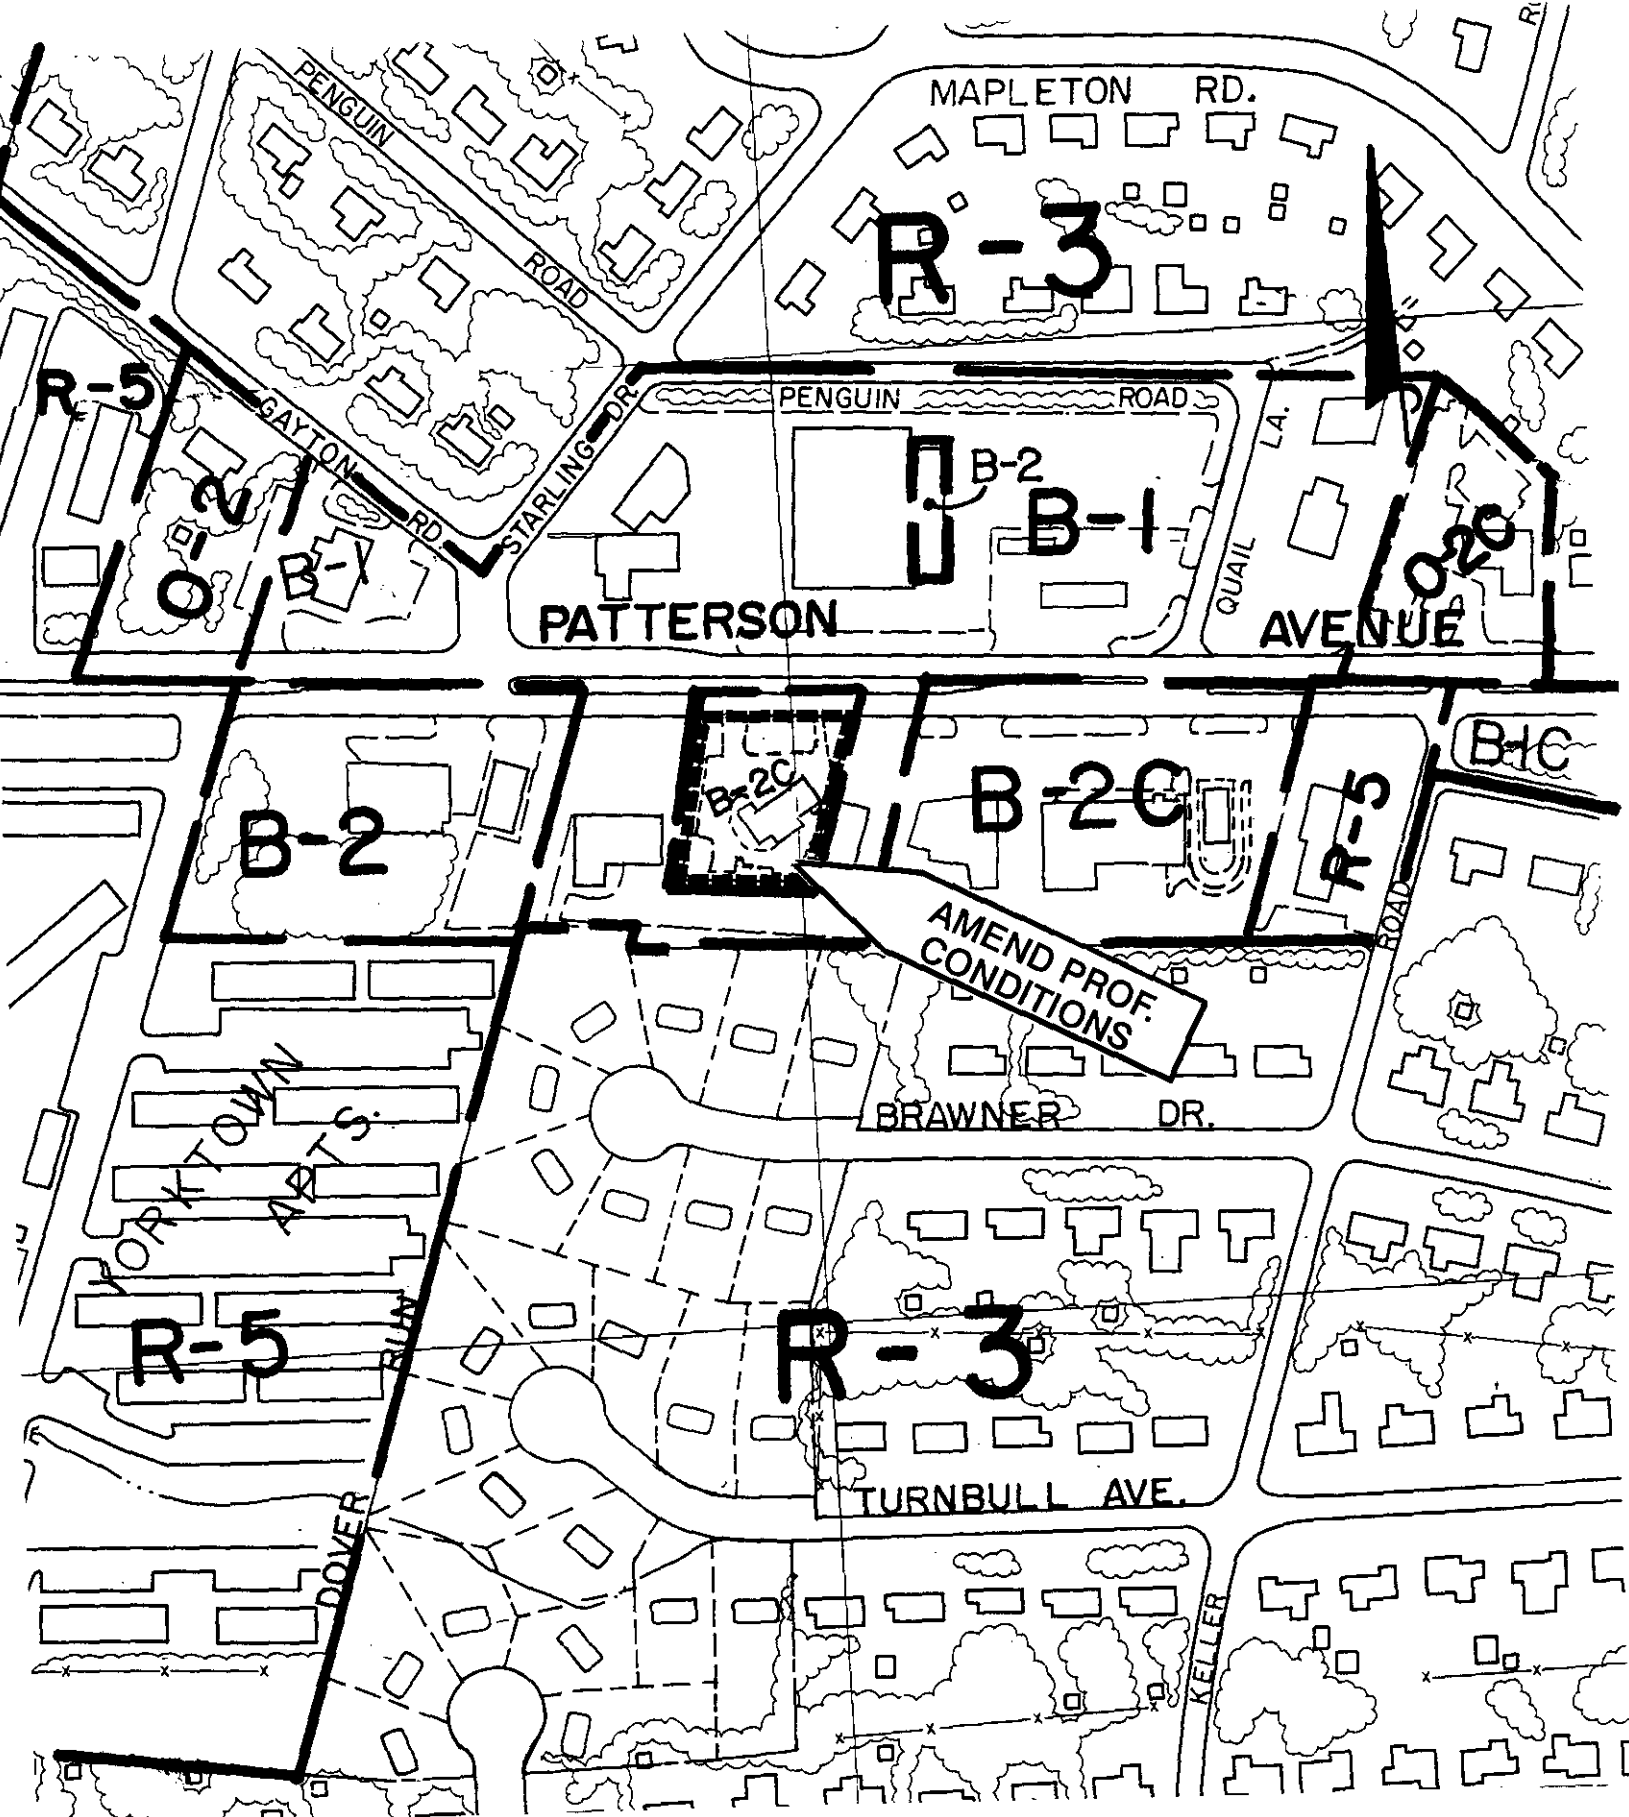 MAPLETON RD.
PENGUIN
ROAD
R-3
R-5
GAYTON
RD.
STARLING
DR.
PENGUIN ROAD
LA.
QUAIL
B-2
B-1
O-2
B-1
O-2C
PATTERSON AVENUE
B-2
B-2C
B-2C
R-5
B-1C
ROAD
AMEND PROF.
CONDITIONS
BRAWNER DR.
YORKTOWN
APTS.
R-5
RUN
DOVER
R-3
TURNBULL AVE.
KELLER